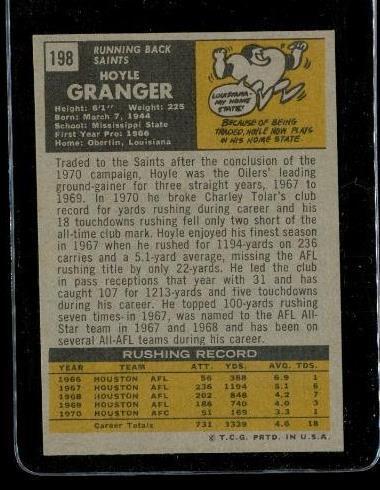 198
RUNNING BACK
SAINTS
HOYLE
GRANGER
Height: 6'1" Weight: 225
Born: March 7, 1944
School: Mississippi State
First Year Pro: 1966
Home: Oberlin, Louisiana
LOUISIANA-
MY HOME
STATE!
BECAUSE OF BEING
TRADED, HOYLE NOW PLAYS
IN HIS HOME STATE.
Traded to the Saints after the conclusion of the
1970 campaign, Hoyle was the Oilers' leading
ground-gainer for three straight years, 1967 to
1969. In 1970 he broke Charley Tolar's club
record for yards rushing during career and his
18 touchdowns rushing fell only two short of the
all-time club mark. Hoyle enjoyed his finest season
in 1967 when he rushed for 1194-yards on 236
carries and a 5.1-yard average, missing the AFL
rushing title by only 22-yards. He led the club
in pass receptions that year with 31 and has
caught 107 for 1213-yards and five touchdowns
during his career. He topped 100-yards rushing
seven times in 1967, was named to the AFL All-
Star team in 1967 and 1968 and has been on
several All-AFL teams during his career.
RUSHING RECORD
YEAR TEAM ATT. YDS. AVG. TDS.
1966 HOUSTON AFL 56 388 6.9 1
1967 HOUSTON AFL 236 1194 5.1 6
1968 HOUSTON AFL 202 848 4.2 7
1969 HOUSTON AFL 186 740 4.0 3
1970 HOUSTON AFC 51 169 3.3 1
Career Totals 731 3339 4.6 18
© T.C.G. PRTD. IN U.S.A.